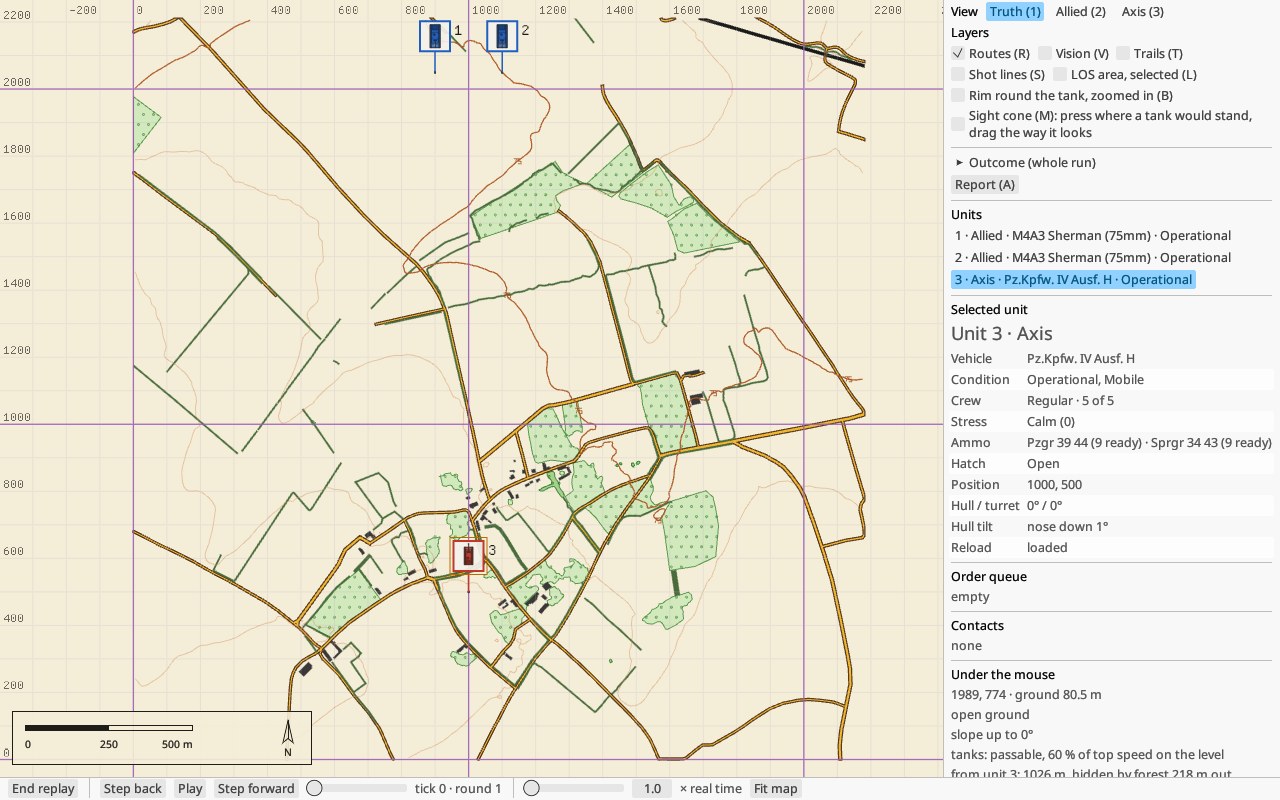 -200 0 200 400 600 800 1000 1200 1400 1600 1800 2000 2200
2200
2000
1800
1600
1400
1200
1000
800
600
400
200
0
1
2
3
75
75
75
75
75
75
0 250 500 m
N
View Truth (1) Allied (2) Axis (3)
Layers
Routes (R) Vision (V) Trails (T)
Shot lines (S) LOS area, selected (L)
Rim round the tank, zoomed in (B)
Sight cone (M): press where a tank would stand,
drag the way it looks
Outcome (whole run)
Report (A)
Units
1 · Allied · M4A3 Sherman (75mm) · Operational
2 · Allied · M4A3 Sherman (75mm) · Operational
3 · Axis · Pz.Kpfw. IV Ausf. H · Operational
Selected unit
Unit 3 · Axis
Vehicle Pz.Kpfw. IV Ausf. H
Condition Operational, Mobile
Crew Regular · 5 of 5
Stress Calm (0)
Ammo Pzgr 39 44 (9 ready) · Sprgr 34 43 (9 ready)
Hatch Open
Position 1000, 500
Hull / turret 0° / 0°
Hull tilt nose down 1°
Reload loaded
Order queue
empty
Contacts
none
Under the mouse
1989, 774 · ground 80.5 m
open ground
slope up to 0°
tanks: passable, 60 % of top speed on the level
from unit 3: 1026 m, hidden by forest 218 m out
End replay Step back Play Step forward tick 0 · round 1 1.0 × real time Fit map